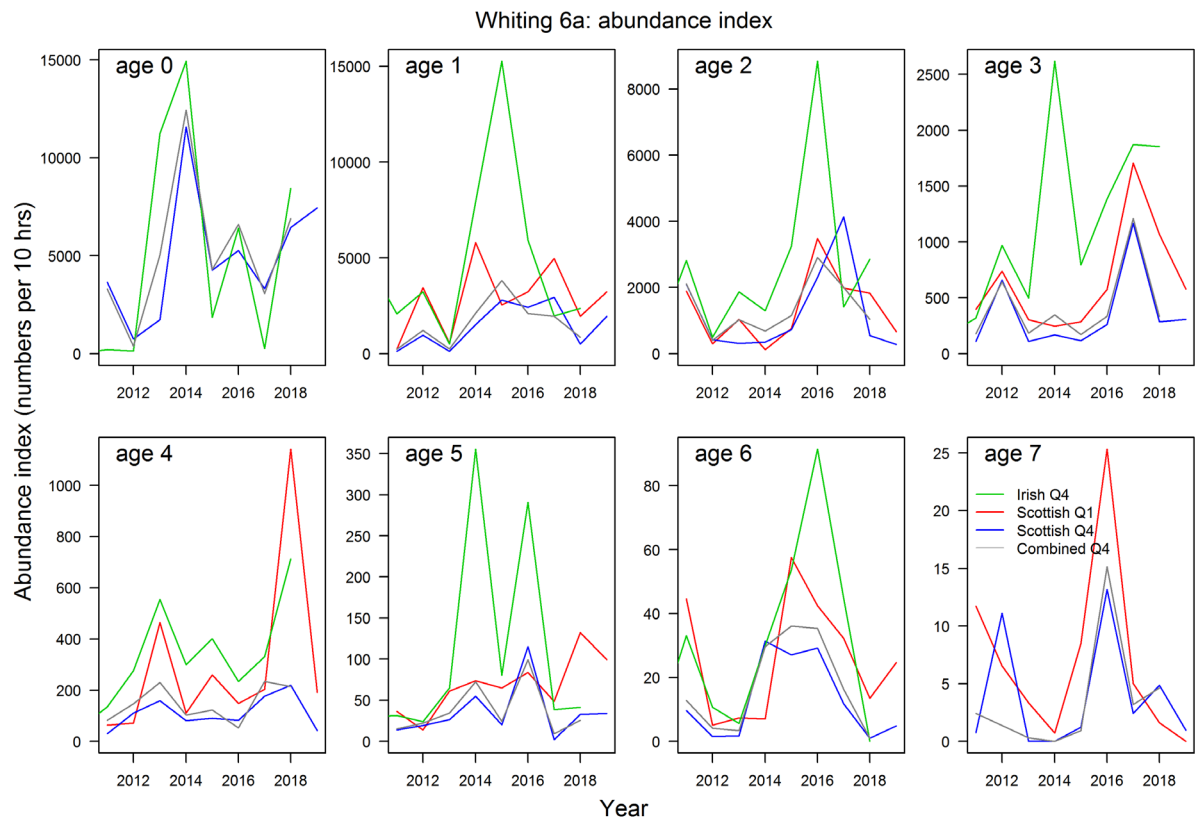 Whiting 6a: abundance index
Abundance index (numbers per 10 hrs)
age 0
15000
10000
5000
0
2012 2014 2016 2018
age 1
15000
10000
5000
0
2012 2014 2016 2018
age 2
8000
6000
4000
2000
0
2012 2014 2016 2018
age 3
2500
2000
1500
1000
500
0
2012 2014 2016 2018
age 4
1000
800
600
400
200
0
2012 2014 2016 2018
age 5
350
300
250
200
150
100
50
0
2012 2014 2016 2018
age 6
80
60
40
20
0
2012 2014 2016 2018
age 7
25
20
15
10
5
0
Irish Q4
Scottish Q1
Scottish Q4
Combined Q4
2012 2014 2016 2018
Year